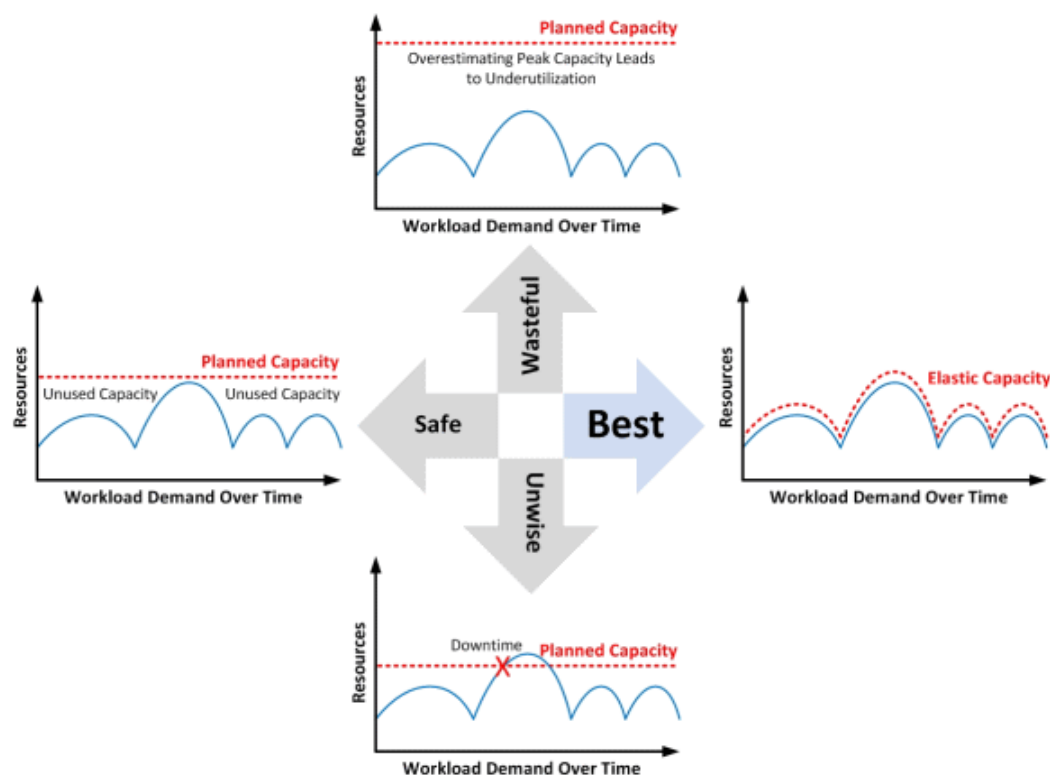 Planned Capacity
Overestimating Peak Capacity Leads
to Underutilization
Resources
Workload Demand Over Time
Wasteful
Planned Capacity
Unused Capacity
Unused Capacity
Resources
Workload Demand Over Time
Safe
Best
Elastic Capacity
Resources
Workload Demand Over Time
Unwise
Downtime
Planned Capacity
Resources
Workload Demand Over Time